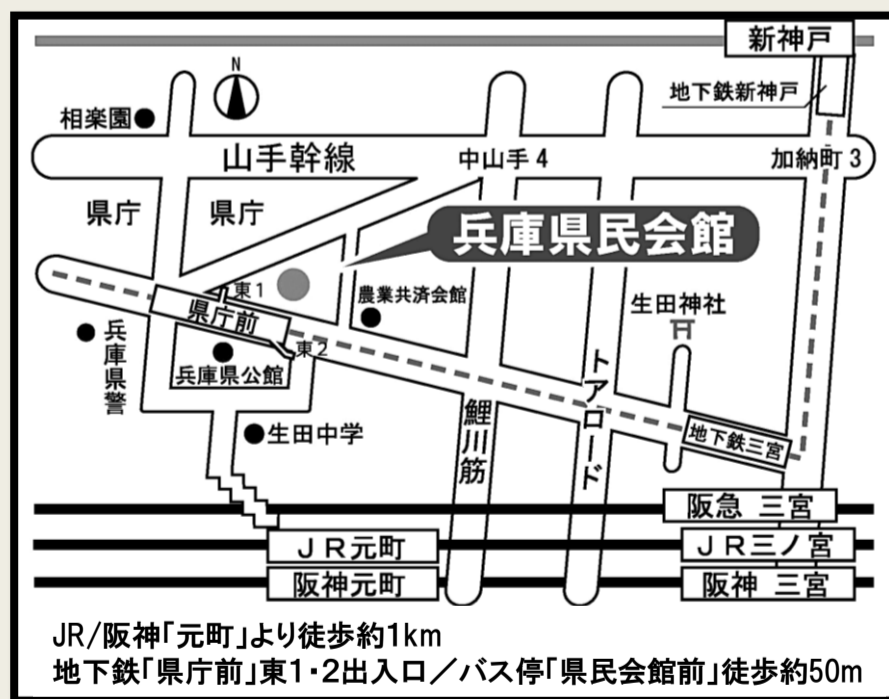 新神戸
N
地下鉄新神戸
相楽園
山手幹線
中山手4
加納町3
県庁
県庁
兵庫県民会館
東1
農業共済会館
生田神社
県庁前
東2
兵庫県警
兵庫県公館
トアロード
鯉川筋
生田中学
地下鉄三宮
阪急 三宮
JR元町
JR三ノ宮
阪神元町
阪神 三宮
JR/阪神「元町」より徒歩約1km
地下鉄「県庁前」東1・2出入口／バス停「県民会館前」徒歩約50m